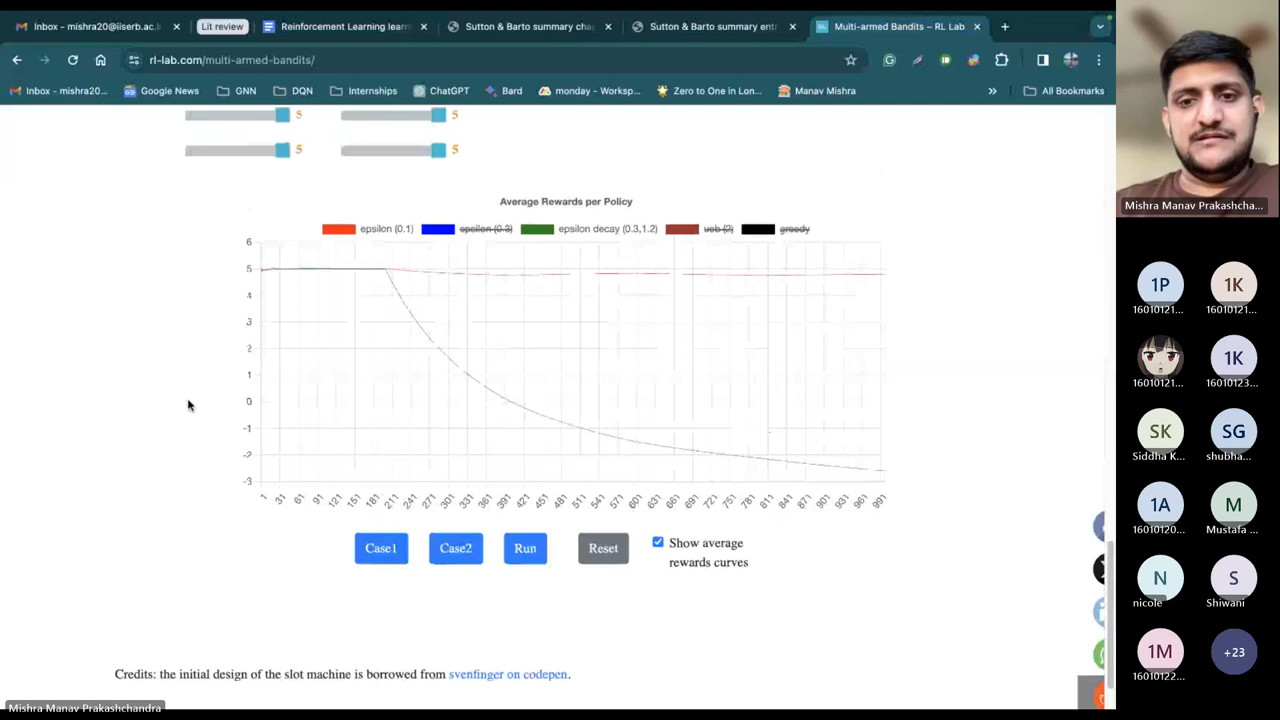 Inbox - mishra20@iiserb.ac.i
Lit review
Reinforcement Learning learn
Sutton & Barto summary cha
Sutton & Barto summary ent
Multi-armed Bandits – RL Lab
rl-lab.com/multi-armed-bandits/
Inbox - mishra20...
Google News
GNN
DQN
Internships
ChatGPT
Bard
monday - Worksp...
Zero to One in Lon...
Manav Mishra
»
All Bookmarks
5 5
5 5
Average Rewards per Policy
epsilon (0.1) epsilon (0.3) epsilon decay (0.3,1.2) ucb (2) greedy
6
5
4
3
2
1
0
-1
-2
-3
1 31 61 91 121 151 181 211 241 271 301 331 361 391 421 451 481 511 541 571 601 631 661 691 721 751 781 811 841 871 901 931 961 991
Case1 Case2 Run Reset
Show average
rewards curves
Credits: the initial design of the slot machine is borrowed from svenfinger on codepen.
Mishra Manav Prakashchandra
Mishra Manav Prakashcha...
1P 1K
16010121... 16010121...
1K
16010121... 16010123...
SK SG
Siddha K... shubha...
1A M
16010120... Mustafa ...
N S
nicole Shiwani
1M +23
16010122...